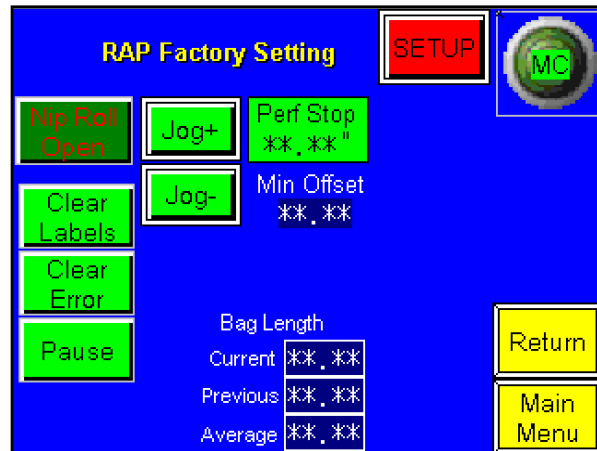 RAP Factory Setting
SETUP
MC
Nip Roll
Open
Jog+
Perf Stop
**.**"
Jog-
Min Offset
**.**
Clear
Labels
Clear
Error
Pause
Bag Length
Current **.**
Previous **.**
Average **.**
Return
Main
Menu